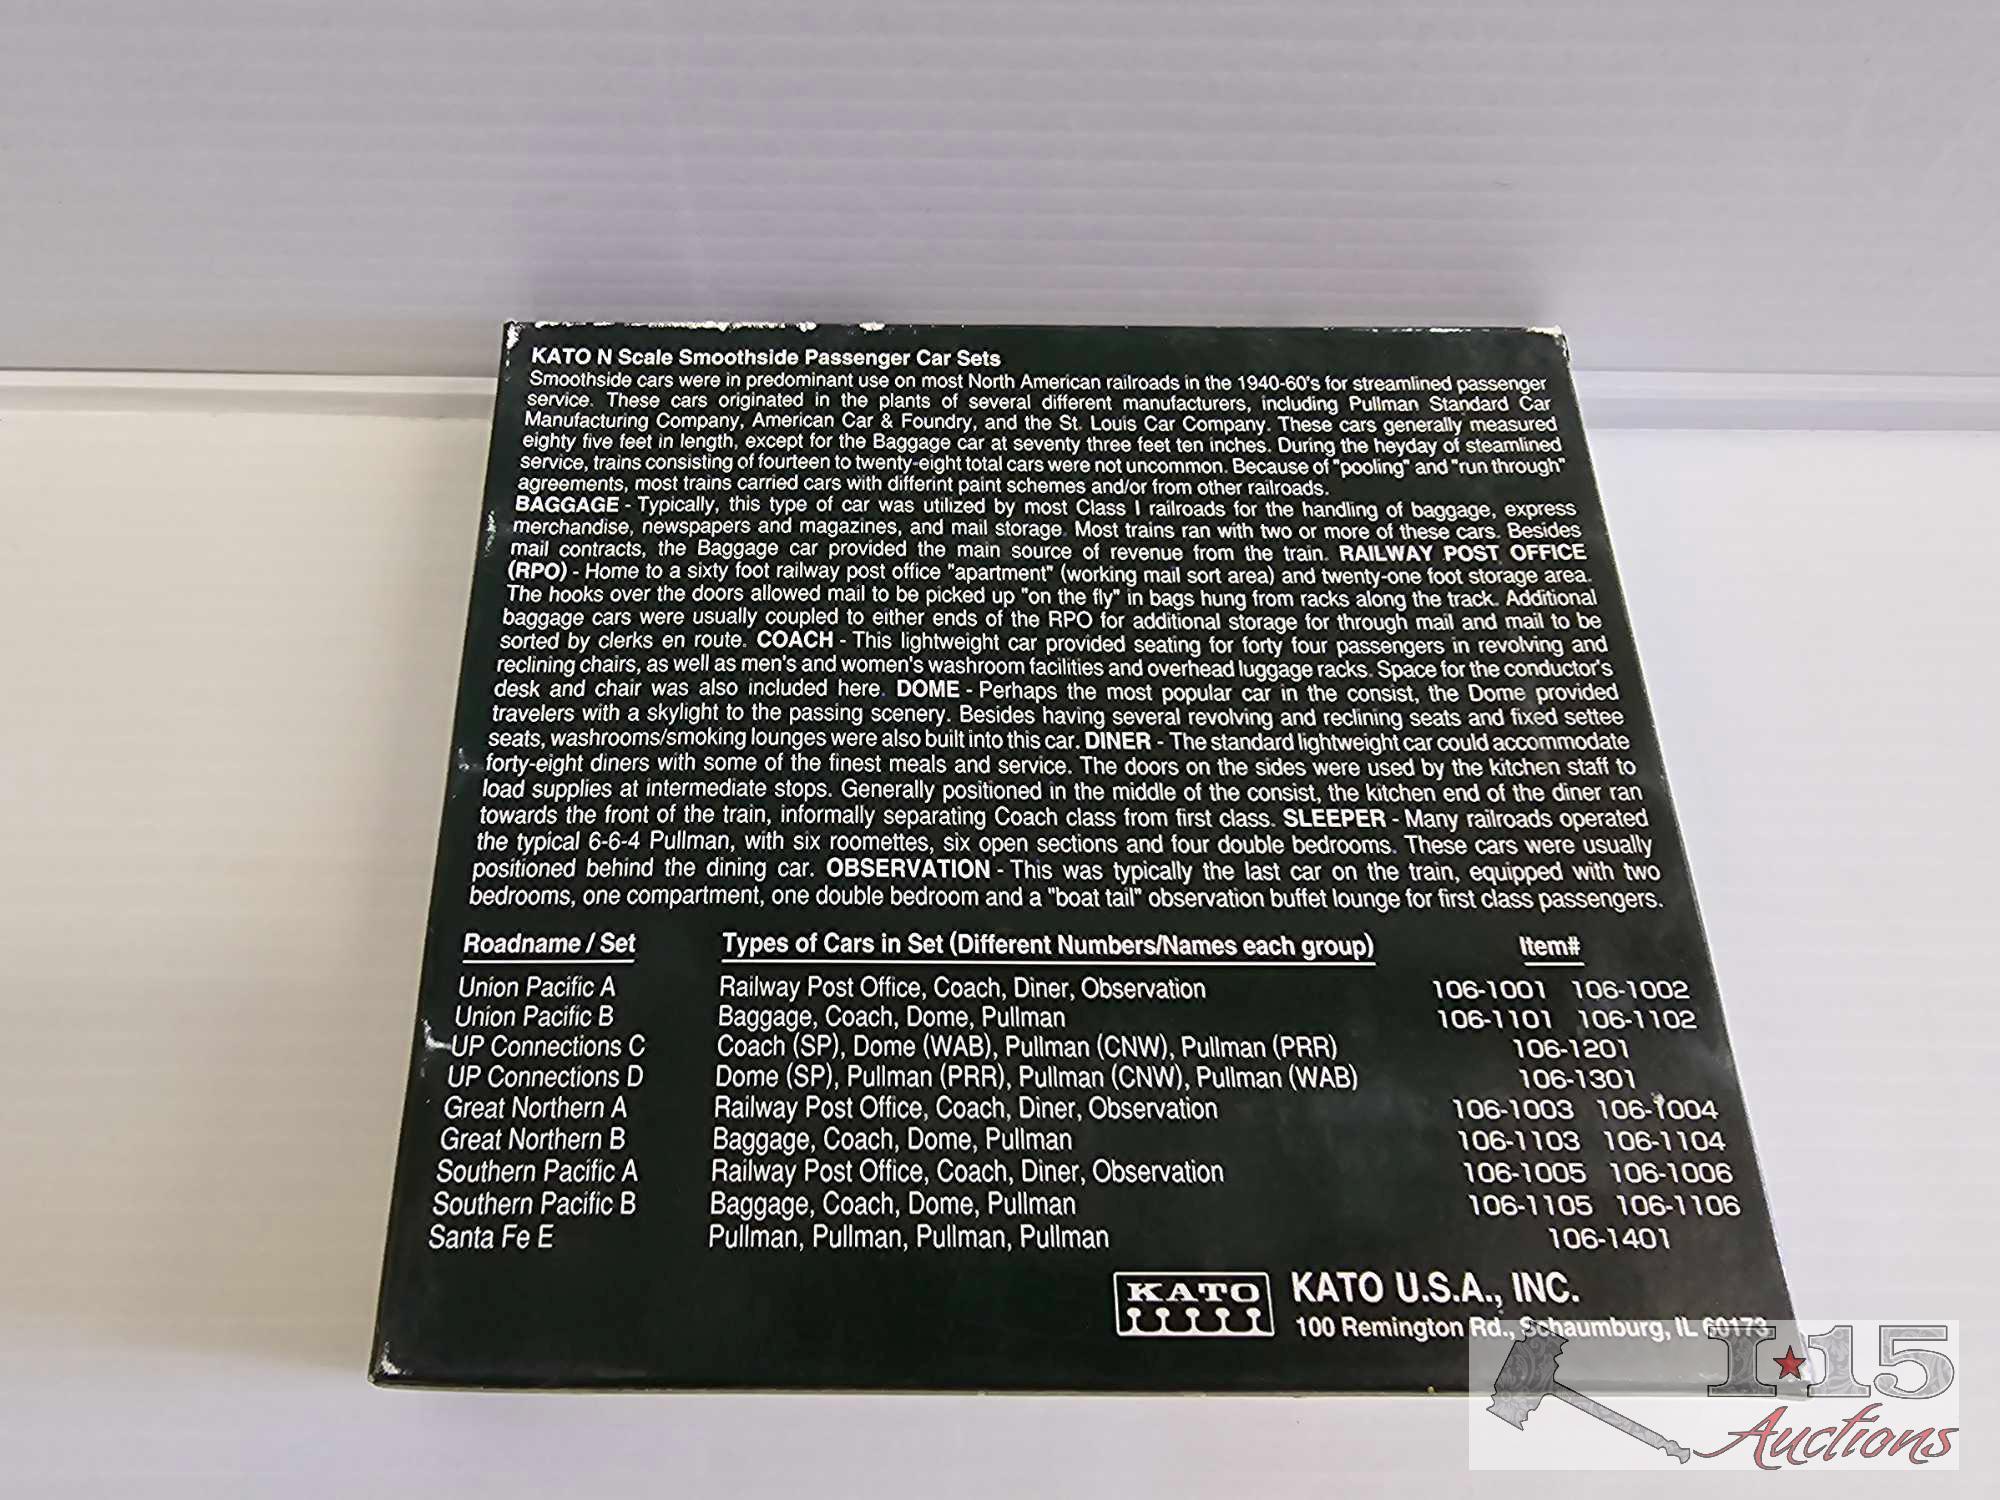 KATO N Scale Smoothside Passenger Car Sets
Smoothside cars were in predominant use on most North American railroads in the 1940-60's for streamlined passenger
service. These cars originated in the plants of several different manufacturers, including Pullman Standard Car
Manufacturing Company, American Car & Foundry, and the St. Louis Car Company. These cars generally measured
eighty five feet in length, except for the Baggage car at seventy three feet ten inches. During the heyday of steamlined
service, trains consisting of fourteen to twenty-eight total cars were not uncommon. Because of "pooling" and "run through"
agreements, most trains carried cars with differint paint schemes and/or from other railroads.
BAGGAGE - Typically, this type of car was utilized by most Class I railroads for the handling of baggage, express
merchandise, newspapers and magazines, and mail storage. Most trains ran with two or more of these cars. Besides
mail contracts, the Baggage car provided the main source of revenue from the train. RAILWAY POST OFFICE
(RPO) - Home to a sixty foot railway post office "apartment" (working mail sort area) and twenty-one foot storage area.
The hooks over the doors allowed mail to be picked up "on the fly" in bags hung from racks along the track. Additional
baggage cars were usually coupled to either ends of the RPO for additional storage for through mail and mail to be
sorted by clerks en route. COACH - This lightweight car provided seating for forty four passengers in revolving and
reclining chairs, as well as men's and women's washroom facilities and overhead luggage racks. Space for the conductor's
desk and chair was also included here. DOME - Perhaps the most popular car in the consist, the Dome provided
travelers with a skylight to the passing scenery. Besides having several revolving and reclining seats and fixed settee
seats, washrooms/smoking lounges were also built into this car. DINER - The standard lightweight car could accommodate
forty-eight diners with some of the finest meals and service. The doors on the sides were used by the kitchen staff to
load supplies at intermediate stops. Generally positioned in the middle of the consist, the kitchen end of the diner ran
towards the front of the train, informally separating Coach class from first class. SLEEPER - Many railroads operated
the typical 6-6-4 Pullman, with six roomettes, six open sections and four double bedrooms. These cars were usually
positioned behind the dining car. OBSERVATION - This was typically the last car on the train, equipped with two
bedrooms, one compartment, one double bedroom and a "boat tail" observation buffet lounge for first class passengers.
Roadname / Set Types of Cars in Set (Different Numbers/Names each group) Item#
Union Pacific A Railway Post Office, Coach, Diner, Observation 106-1001 106-1002
Union Pacific B Baggage, Coach, Dome, Pullman 106-1101 106-1102
UP Connections C Coach (SP), Dome (WAB), Pullman (CNW), Pullman (PRR) 106-1201
UP Connections D Dome (SP), Pullman (PRR), Pullman (CNW), Pullman (WAB) 106-1301
Great Northern A Railway Post Office, Coach, Diner, Observation 106-1003 106-1004
Great Northern B Baggage, Coach, Dome, Pullman 106-1103 106-1104
Southern Pacific A Railway Post Office, Coach, Diner, Observation 106-1005 106-1006
Southern Pacific B Baggage, Coach, Dome, Pullman 106-1105 106-1106
Santa Fe E Pullman, Pullman, Pullman, Pullman 106-1401
KATO KATO U.S.A., INC.
100 Remington Rd., Schaumburg, IL 60173
I-15
Auctions